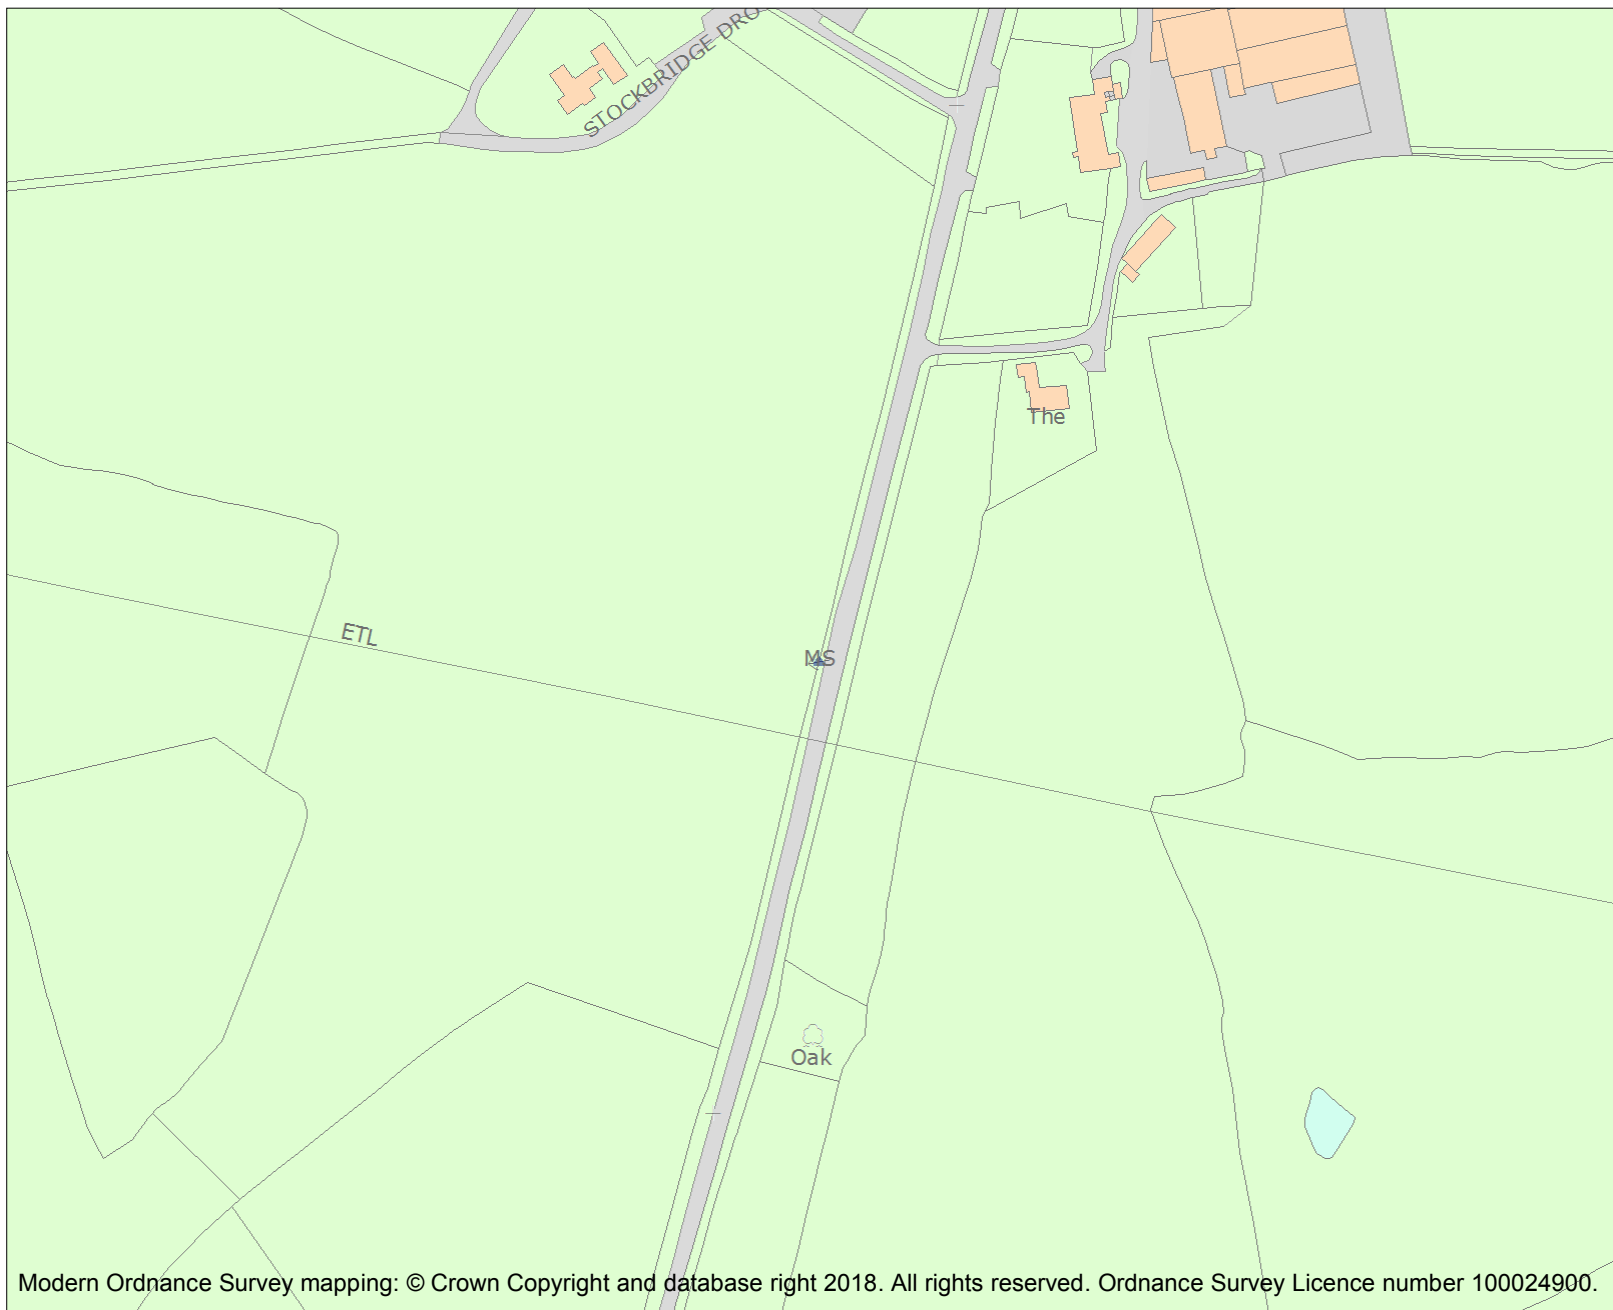 STOCKBRIDGE DRO
The
ETL
MS
Oak
Modern Ordnance Survey mapping: © Crown Copyright and database right 2018. All rights reserved. Ordnance Survey Licence number 100024900.